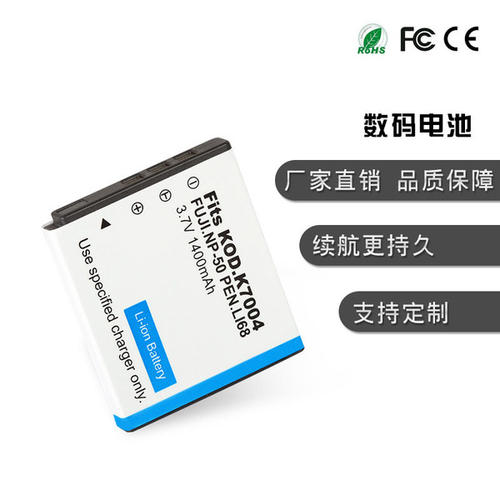 RoHS FC CE
数码电池
厂家直销 品质保障
续航更持久
支持定制
Fits KOD.K7004
FUJI.NP-50 PEN.LI68
3.7V 1400mAh
Use specified
charger only.
Li-ion Battery